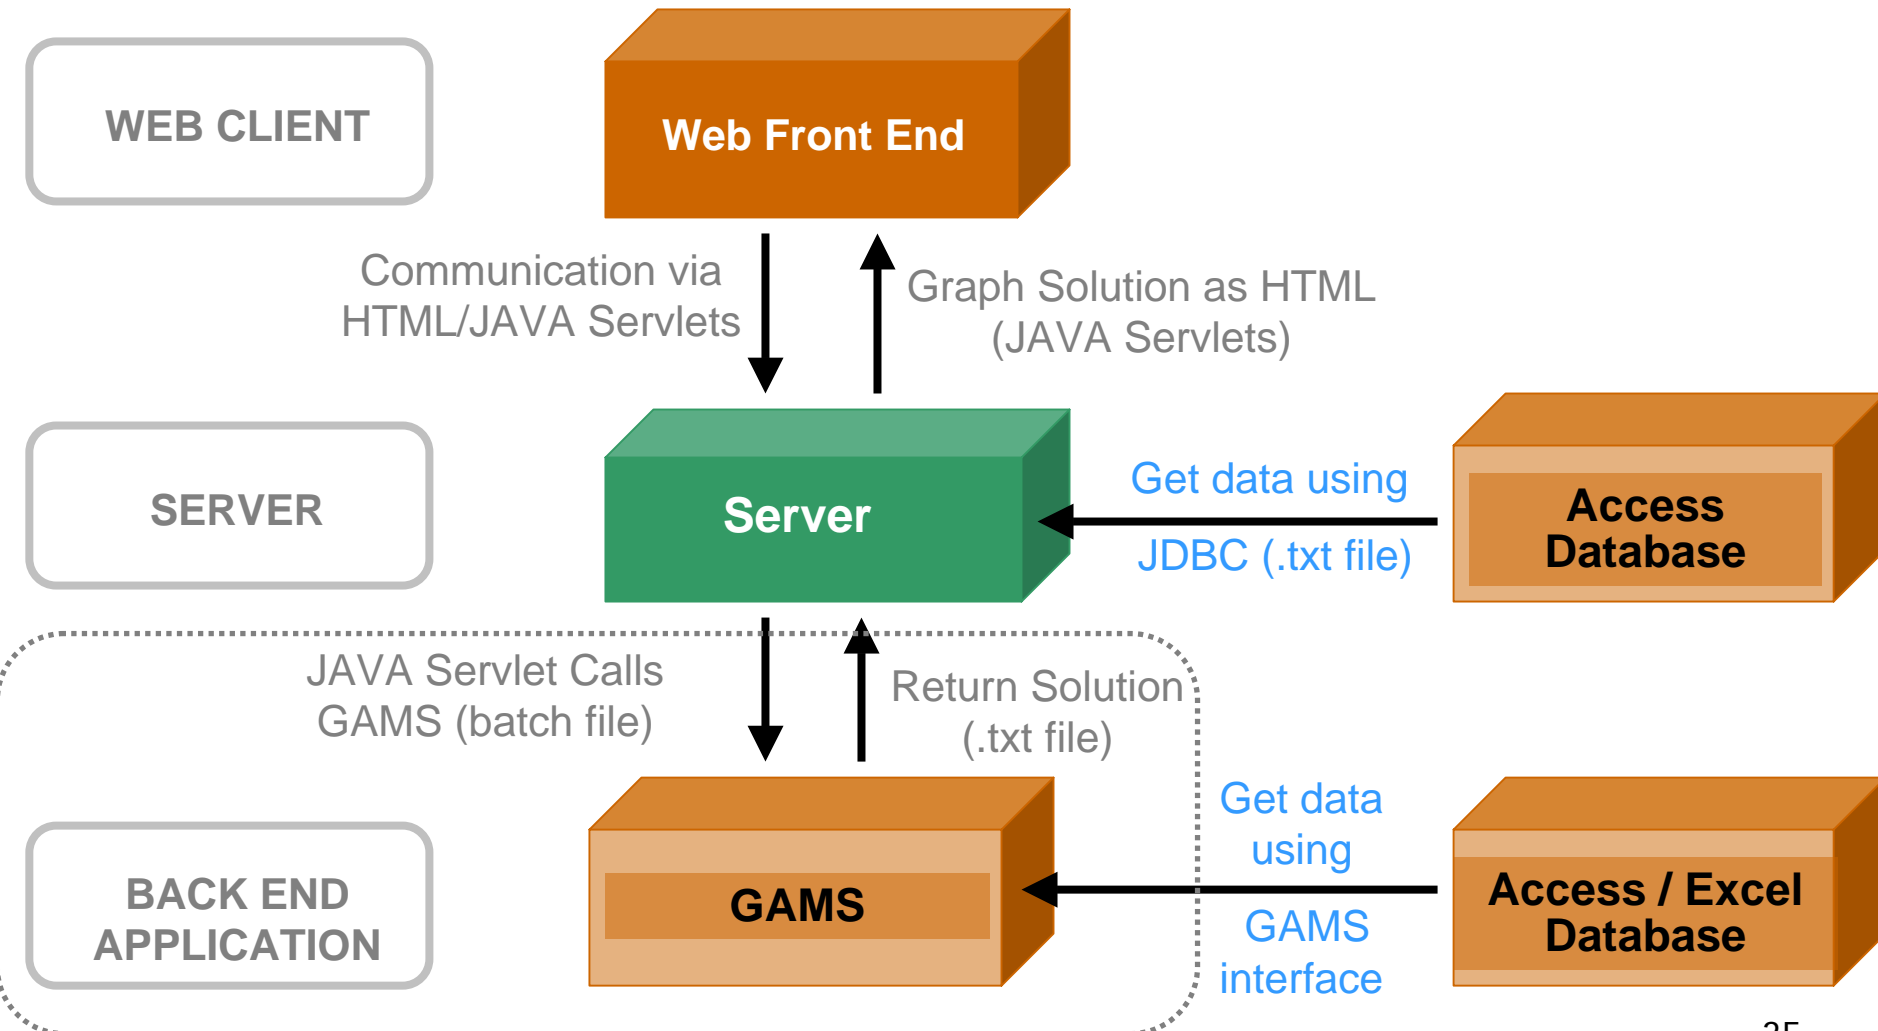 WEB CLIENT
Web Front End
Communication via
HTML/JAVA Servlets
Graph Solution as HTML
(JAVA Servlets)
SERVER
Server
Get data using
JDBC (.txt file)
Access
Database
JAVA Servlet Calls
GAMS (batch file)
Return Solution
(.txt file)
BACK END
APPLICATION
GAMS
Get data
using
GAMS
interface
Access / Excel
Database